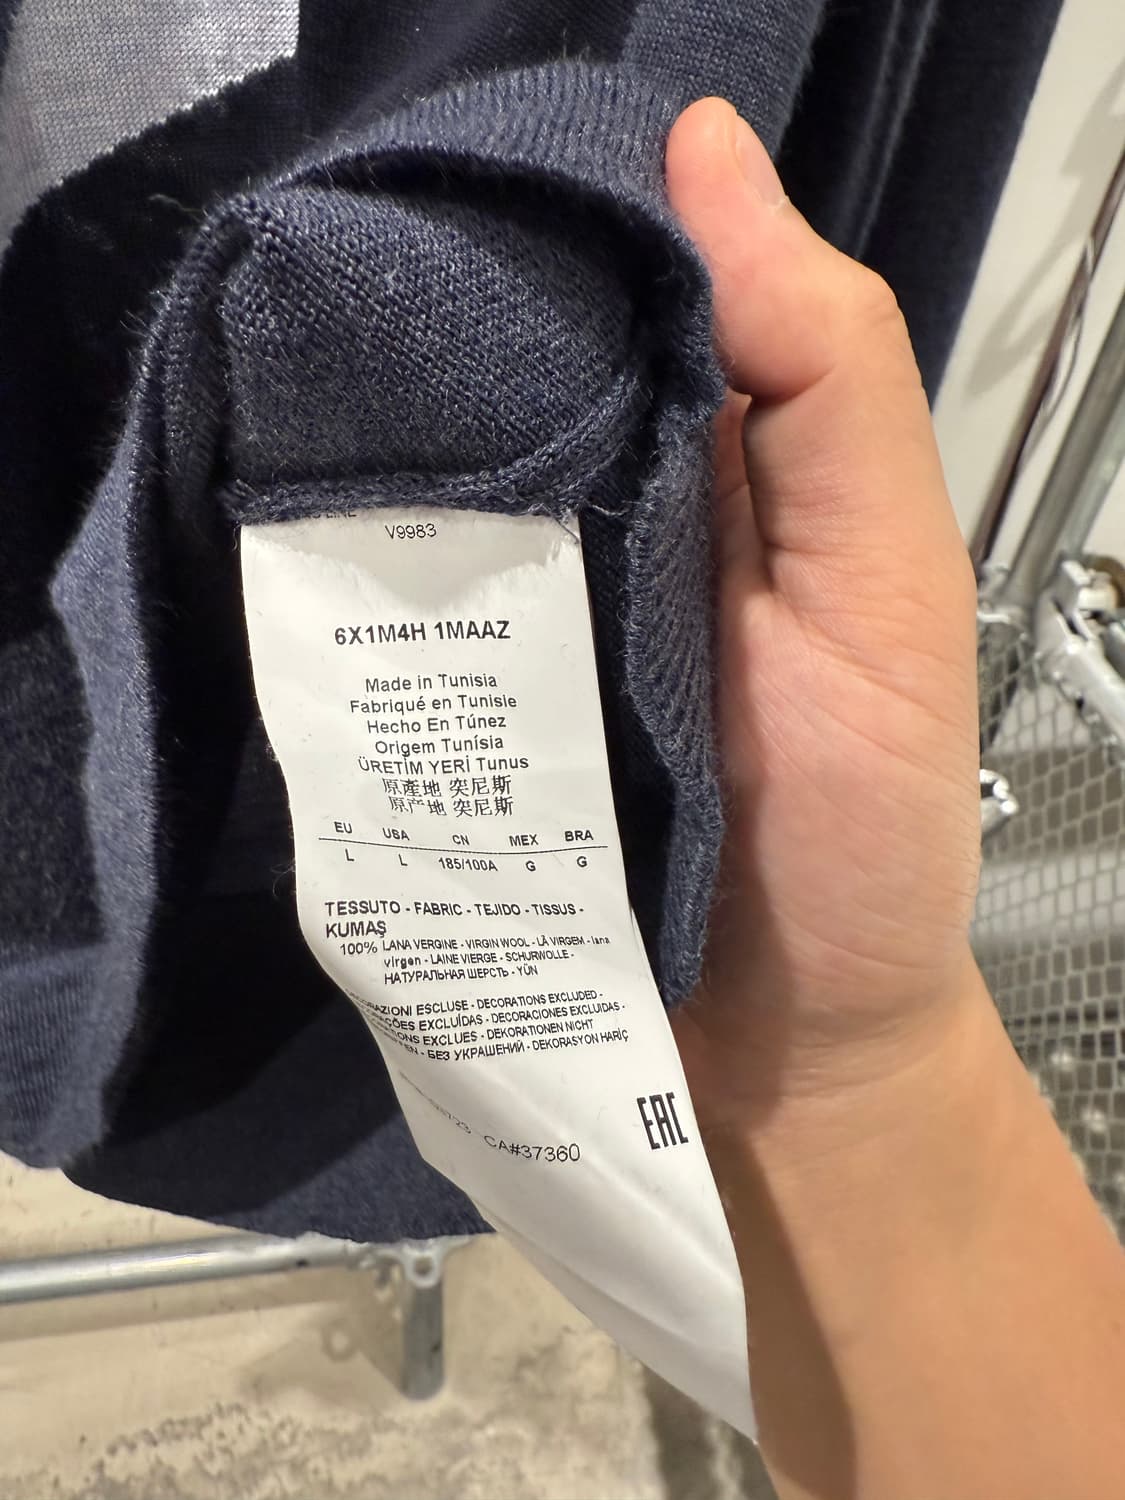 LINE
V9983
6X1M4H 1MAAZ
Made in Tunisia
Fabriqué en Tunisie
Hecho En Túnez
Origem Tunísia
ÜRETİM YERİ Tunus
原產地 突尼斯
原产地 突尼斯
EU USA CN MEX BRA
L L 185/100A G G
TESSUTO - FABRIC - TEJIDO - TISSUS -
KUMAŞ
100% LANA VERGINE - VIRGIN WOOL - LÃ VIRGEM - lana
virgen - LAINE VIERGE - SCHURWOLLE -
НАТУРАЛЬНАЯ ШЕРСТЬ - YÜN
ESCLUSE - DECORATIONS EXCLUDED -
EXCLUÍDAS - DECORACIONES EXCLUIDAS -
EXCLUES - DEKORATIONEN NICHT
- БЕЗ УКРАШЕНИЙ - DEKORASYON HARİÇ
CA#37360
EAC